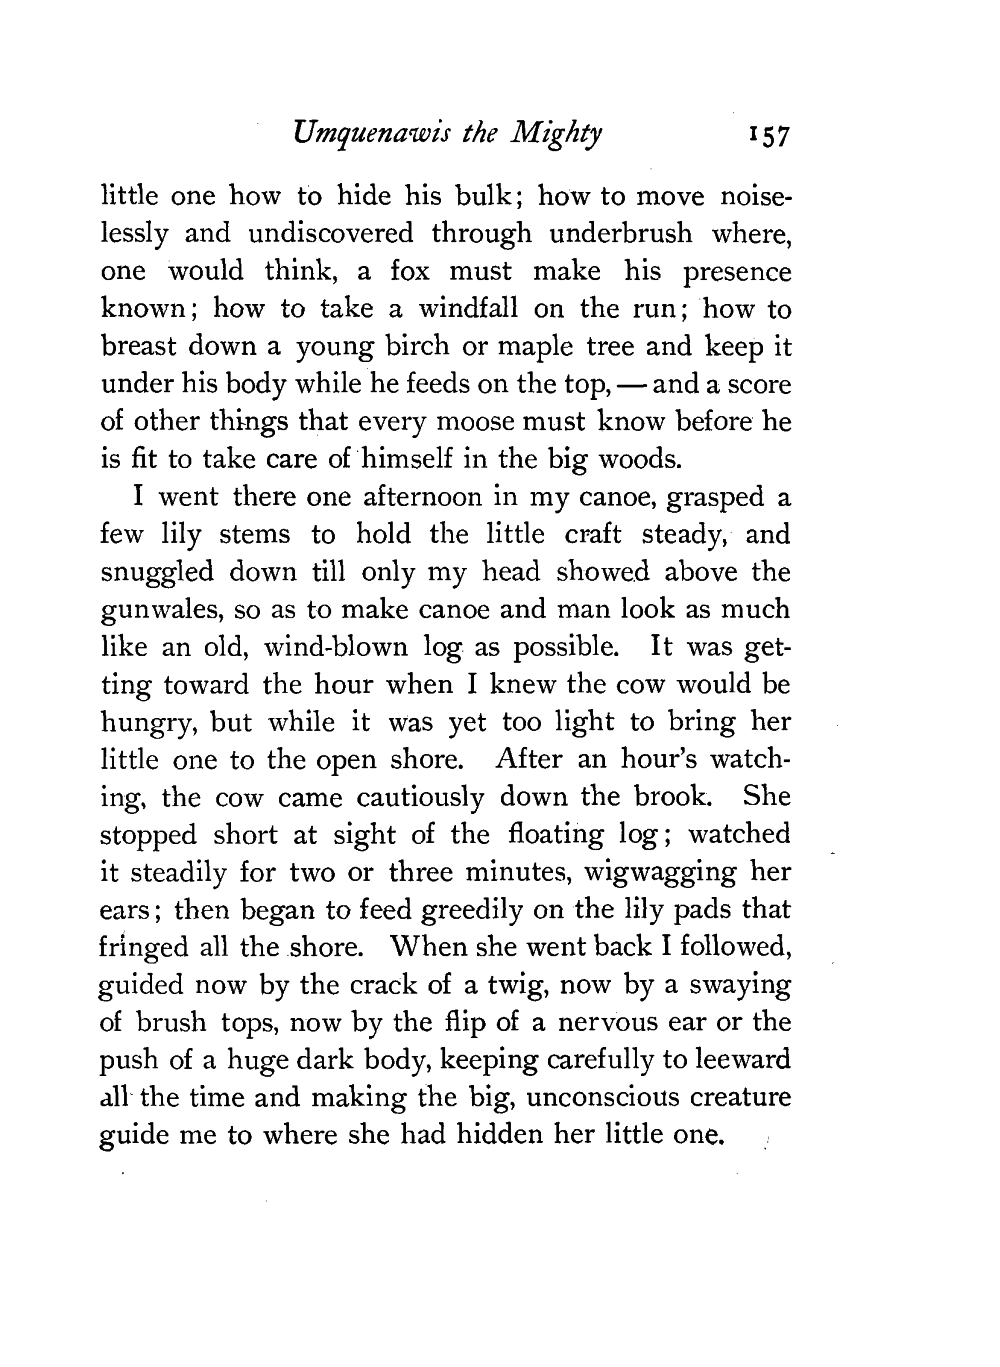 Umquenawis the Mighty 157
little one how to hide his bulk; how to move noise-
lessly and undiscovered through underbrush where,
one would think, a fox must make his presence
known; how to take a windfall on the run; how to
breast down a young birch or maple tree and keep it
under his body while he feeds on the top, — and a score
of other things that every moose must know before he
is fit to take care of himself in the big woods.
I went there one afternoon in my canoe, grasped a
few lily stems to hold the little craft steady, and
snuggled down till only my head showed above the
gunwales, so as to make canoe and man look as much
like an old, wind-blown log as possible. It was get-
ting toward the hour when I knew the cow would be
hungry, but while it was yet too light to bring her
little one to the open shore. After an hour's watch-
ing, the cow came cautiously down the brook. She
stopped short at sight of the floating log; watched
it steadily for two or three minutes, wigwagging her
ears; then began to feed greedily on the lily pads that
fringed all the shore. When she went back I followed,
guided now by the crack of a twig, now by a swaying
of brush tops, now by the flip of a nervous ear or the
push of a huge dark body, keeping carefully to leeward
all the time and making the big, unconscious creature
guide me to where she had hidden her little one.